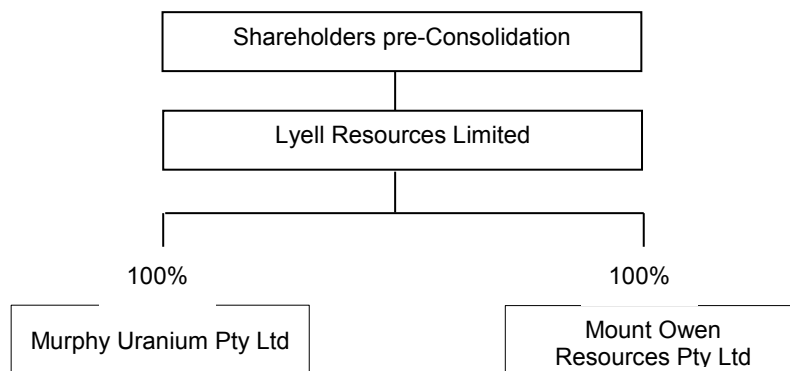 Shareholders pre-Consolidation
Lyell Resources Limited
100%
100%
Murphy Uranium Pty Ltd
Mount Owen
Resources Pty Ltd